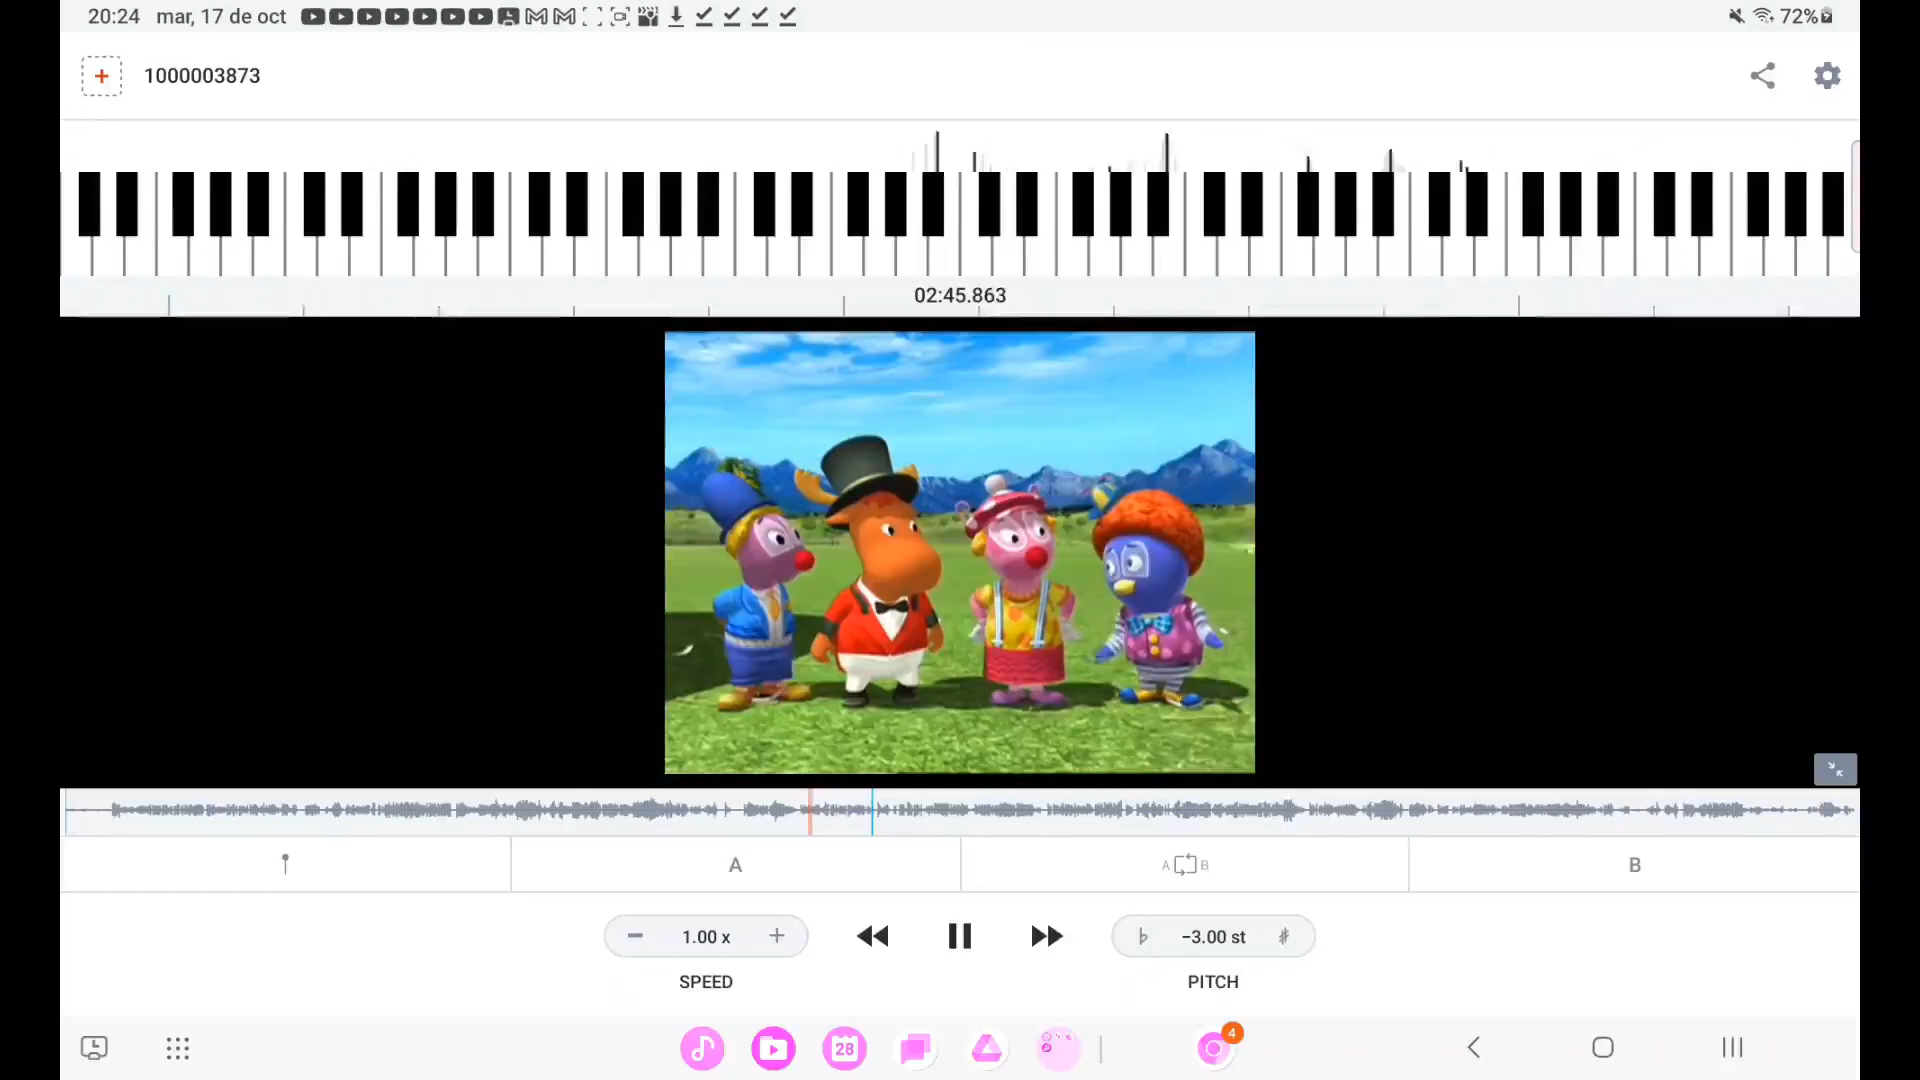 20:24 mar, 17 de oct 72%
1000003873
02:45.863
A
A B
B
− 1.00 x +
♭ −3.00 st ♯
SPEED
PITCH
28
4